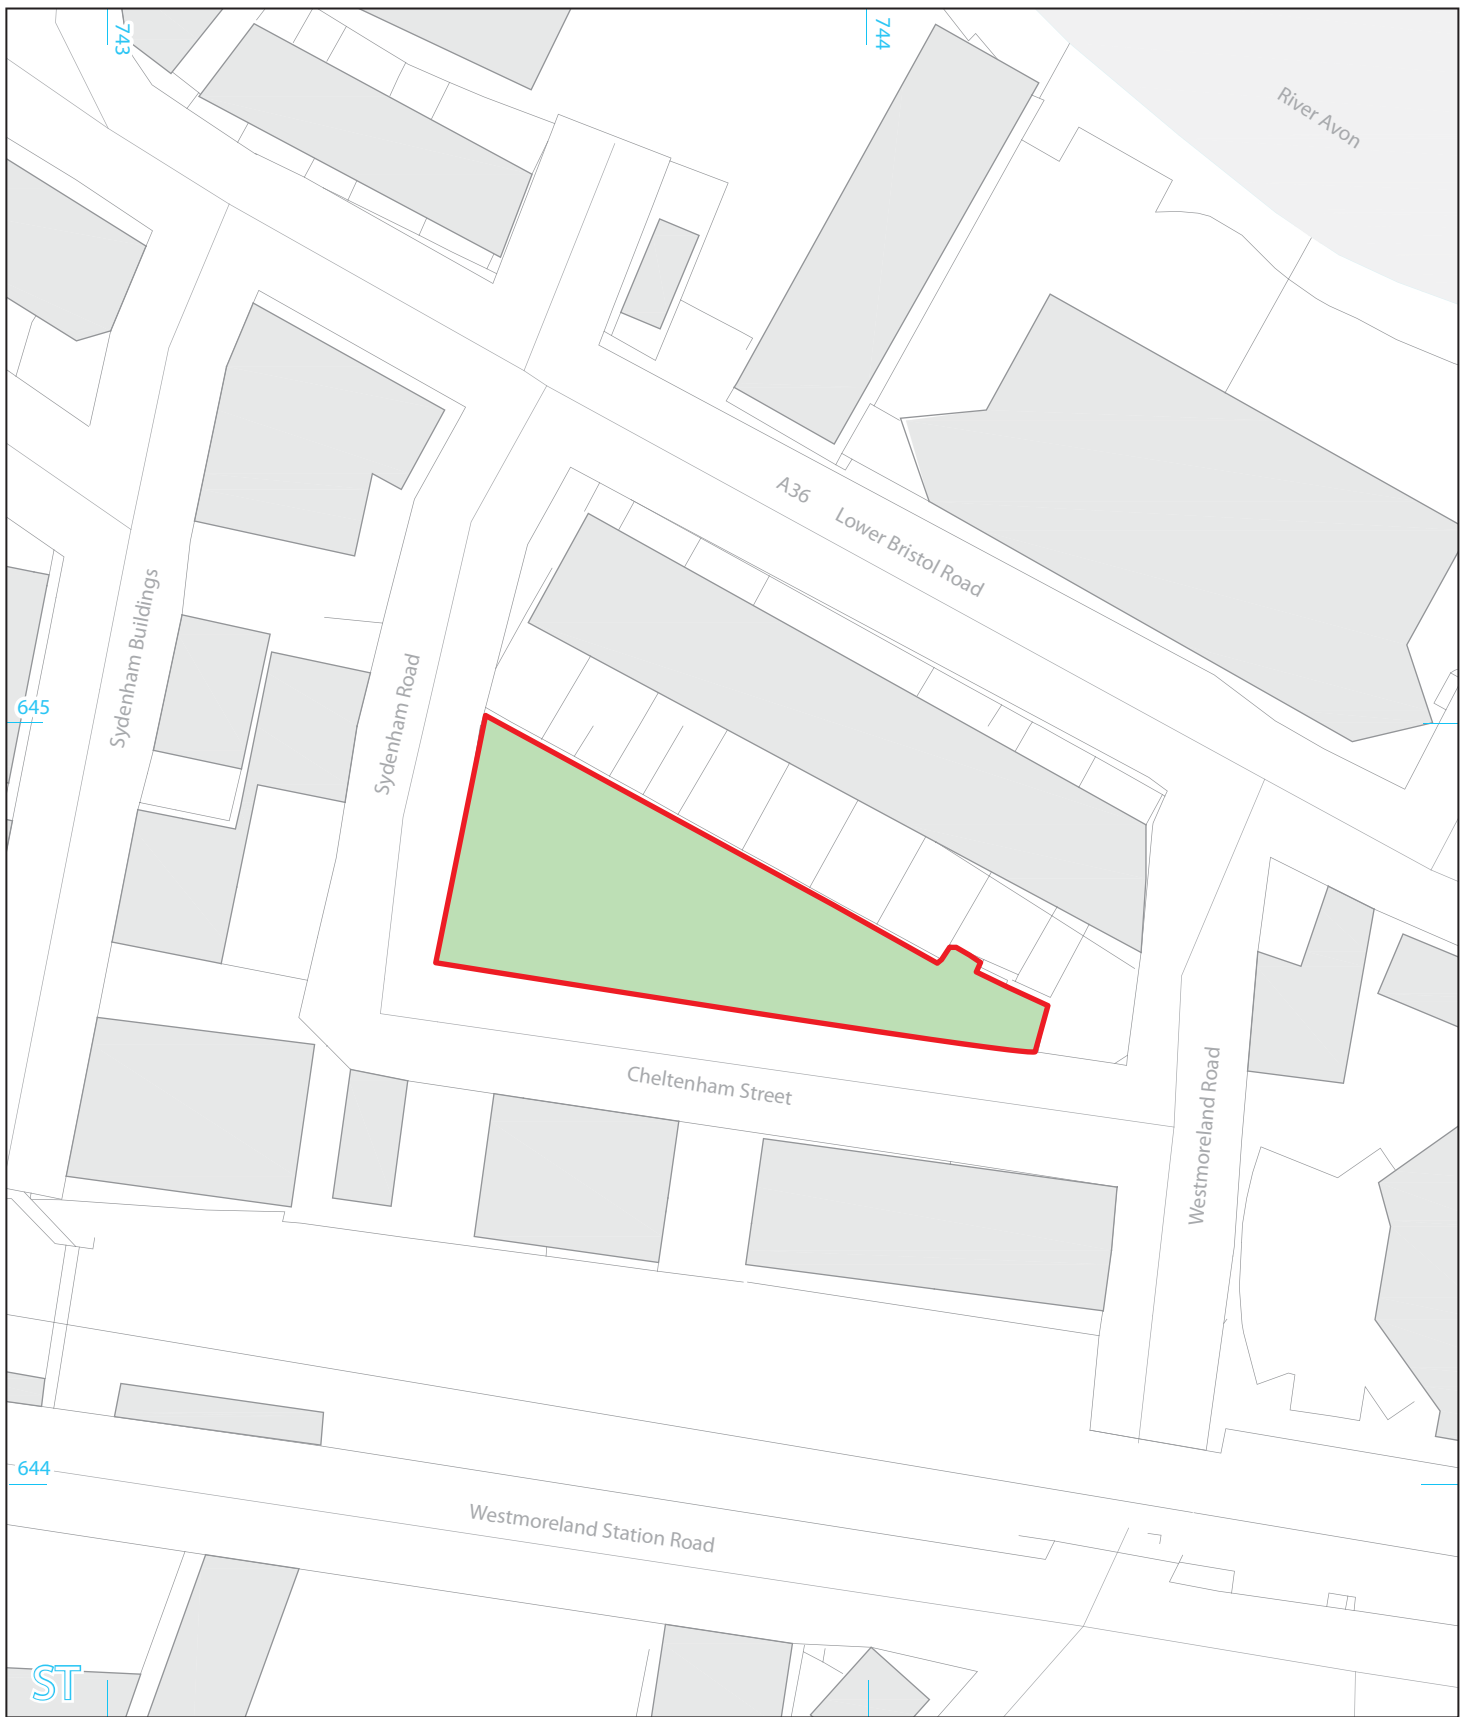 743
744
River Avon
A36
Lower Bristol Road
Sydenham Buildings
Sydenham Road
645
Cheltenham Street
Westmoreland Road
644
Westmoreland Station Road
ST